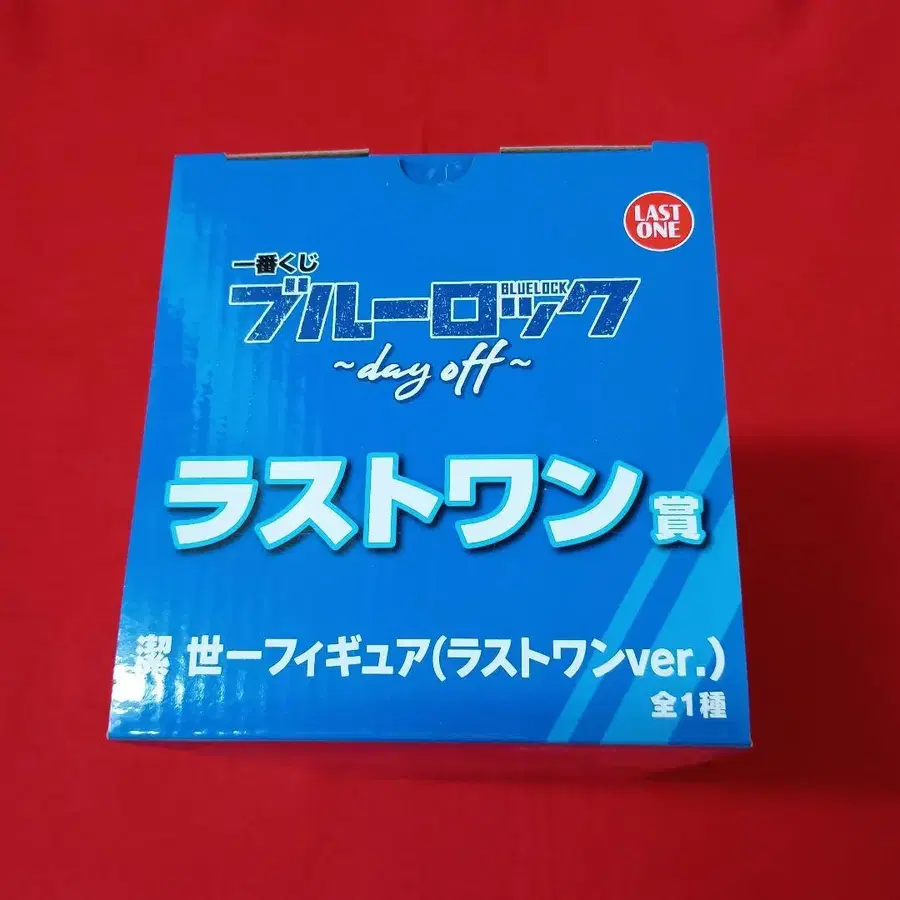 LAST
ONE
一番くじ
ブルーロック
BLUELOCK
~day off~
ラストワン賞
潔 世一フィギュア(ラストワンver.)
全1種